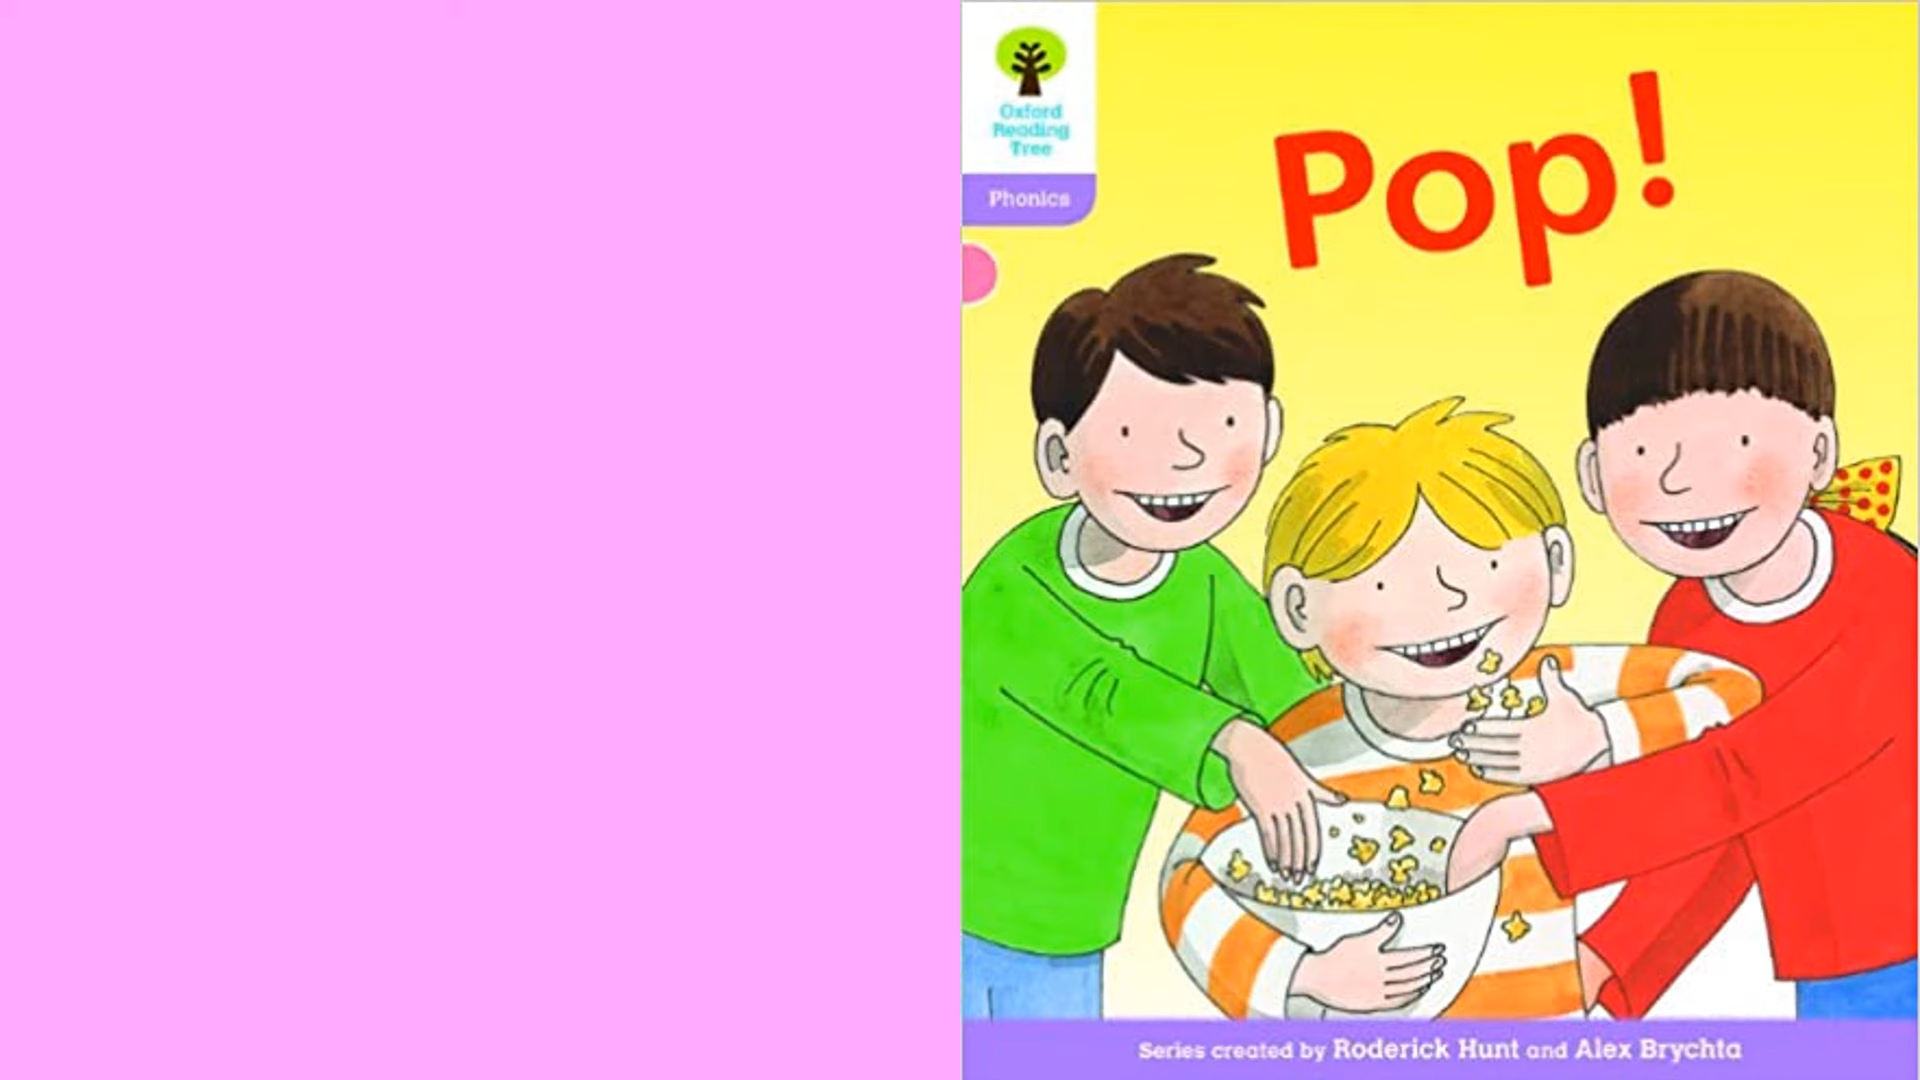 Oxford
Reading
Tree
Phonics
Pop!
Series created by Roderick Hunt and Alex Brychta